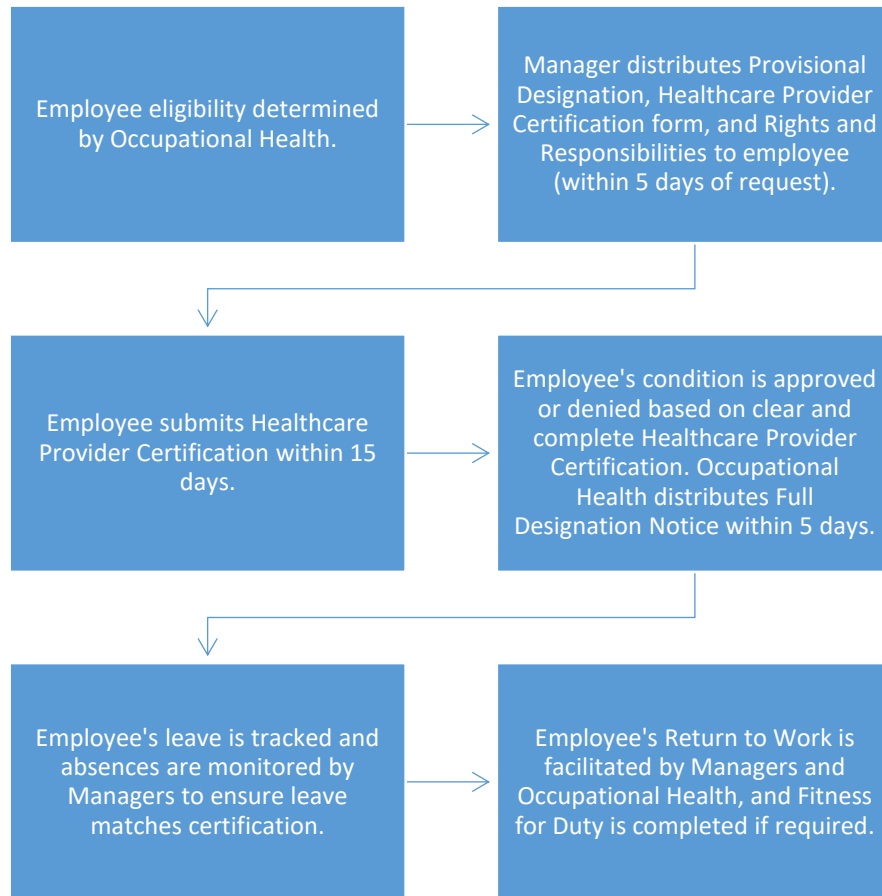 Employee eligibility determined
by Occupational Health.
Manager distributes Provisional
Designation, Healthcare Provider
Certification form, and Rights and
Responsibilities to employee
(within 5 days of request).
Employee submits Healthcare
Provider Certification within 15
days.
Employee's condition is approved
or denied based on clear and
complete Healthcare Provider
Certification. Occupational
Health distributes Full
Designation Notice within 5 days.
Employee's leave is tracked and
absences are monitored by
Managers to ensure leave
matches certification.
Employee's Return to Work is
facilitated by Managers and
Occupational Health, and Fitness
for Duty is completed if required.